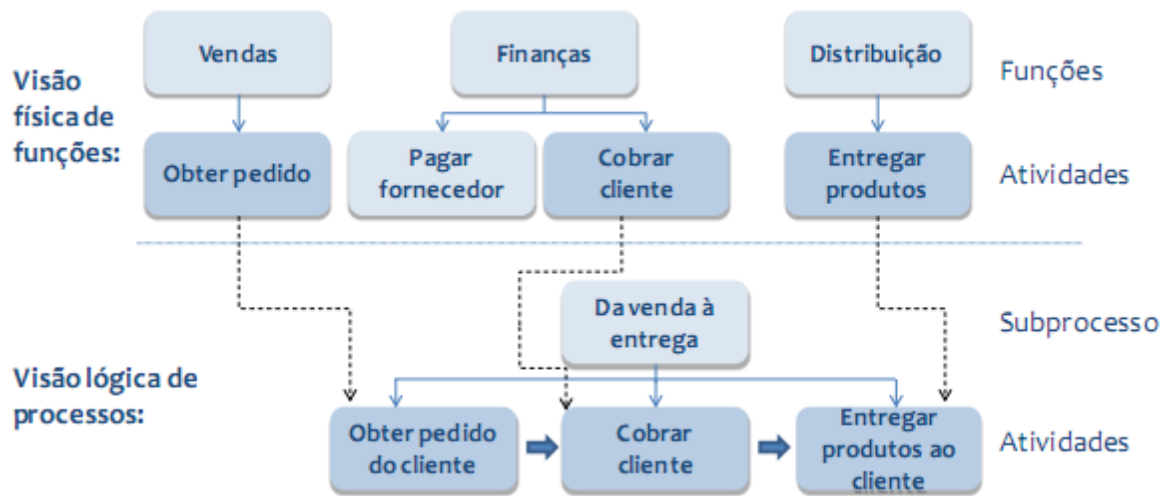 Vendas
Finanças
Distribuição
Funções
Visão
física de
funções:
Obter pedido
Pagar
fornecedor
Cobrar
cliente
Entregar
produtos
Atividades
Da venda à
entrega
Subprocesso
Visão lógica de
processos:
Obter pedido
do cliente
Cobrar
cliente
Entregar
produtos ao
cliente
Atividades